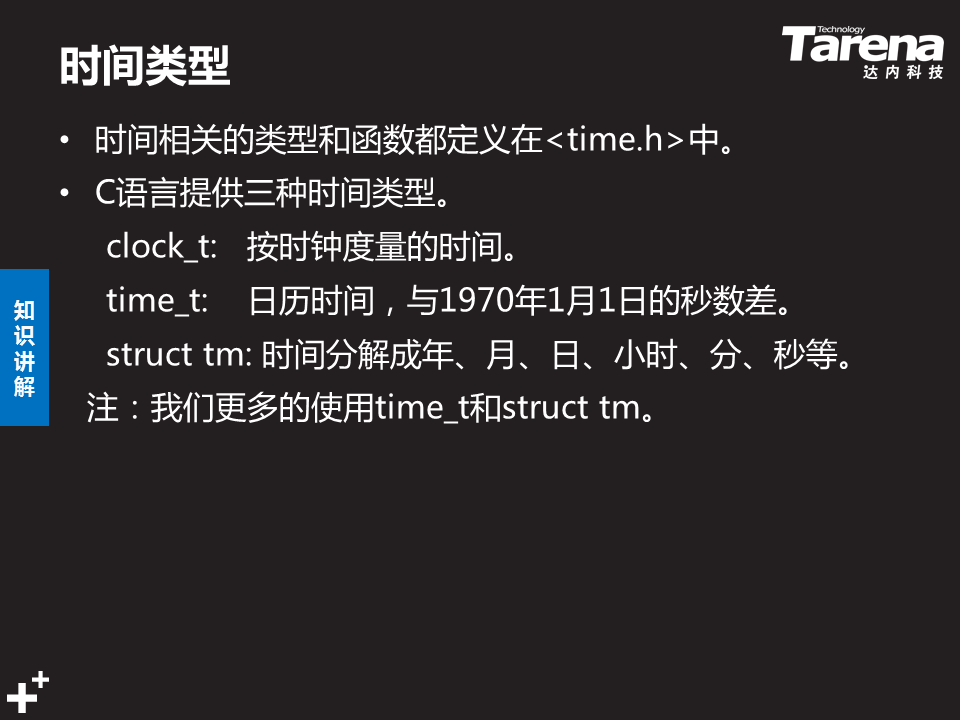 时间类型
Technology
Tarena
达内科技
• 时间相关的类型和函数都定义在<time.h>中。
• C语言提供三种时间类型。
clock_t: 按时钟度量的时间。
time_t: 日历时间，与1970年1月1日的秒数差。
struct tm: 时间分解成年、月、日、小时、分、秒等。
注：我们更多的使用time_t和struct tm。
知识讲解